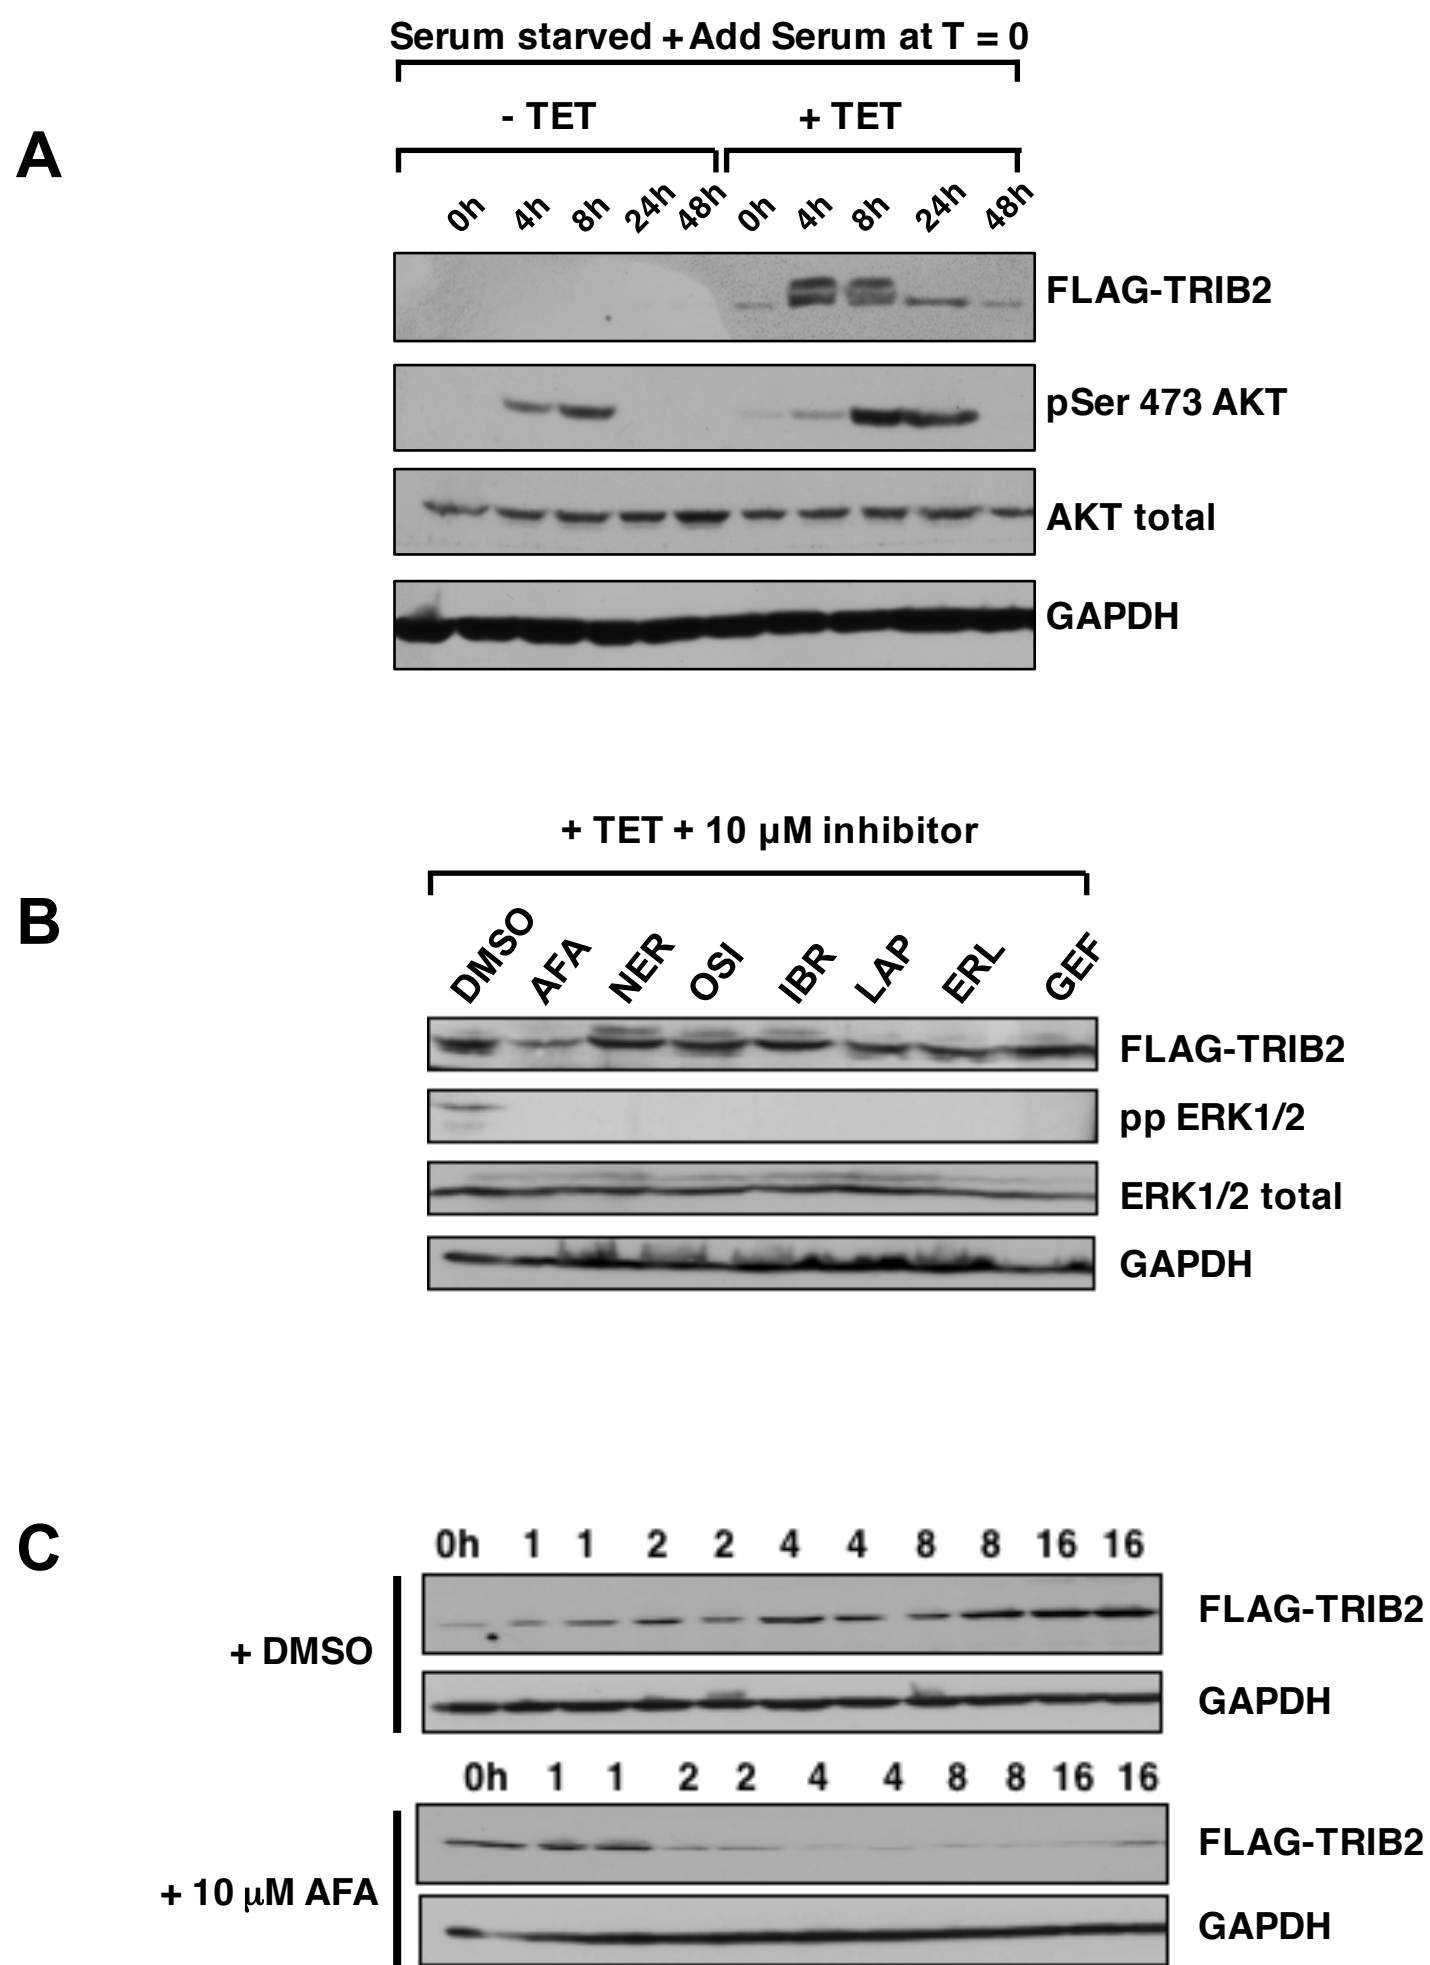 Serum starved + Add Serum at T = 0
- TET + TET
A
0h 4h 8h 24h 48h 0h 4h 8h 24h 48h
FLAG-TRIB2
pSer 473 AKT
AKT total
GAPDH
+ TET + 10 µM inhibitor
B
DMSO AFA NER OSI IBR LAP ERL GEF
FLAG-TRIB2
pp ERK1/2
ERK1/2 total
GAPDH
C
0h 1 1 2 2 4 4 8 8 16 16
FLAG-TRIB2
+ DMSO
GAPDH
0h 1 1 2 2 4 4 8 8 16 16
FLAG-TRIB2
+ 10 µM AFA
GAPDH